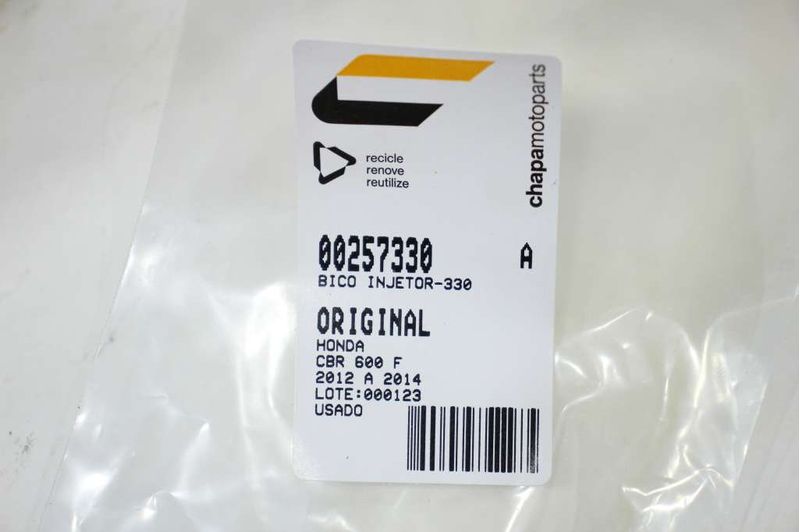 chapamotoparts
recicle
renove
reutilize
00257330 A
BICO INJETOR-330
ORIGINAL
HONDA
CBR 600 F
2012 A 2014
LOTE:000123
USADO